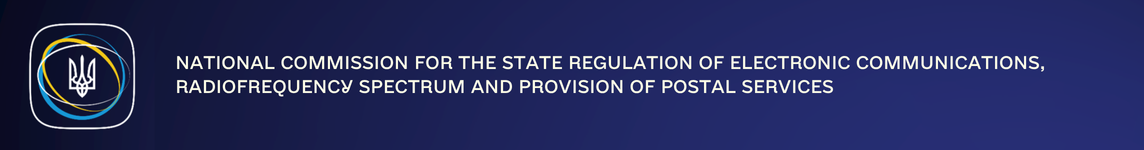 NATIONAL COMMISSION FOR THE STATE REGULATION OF ELECTRONIC COMMUNICATIONS,
RADIOFREQUENCY SPECTRUM AND PROVISION OF POSTAL SERVICES